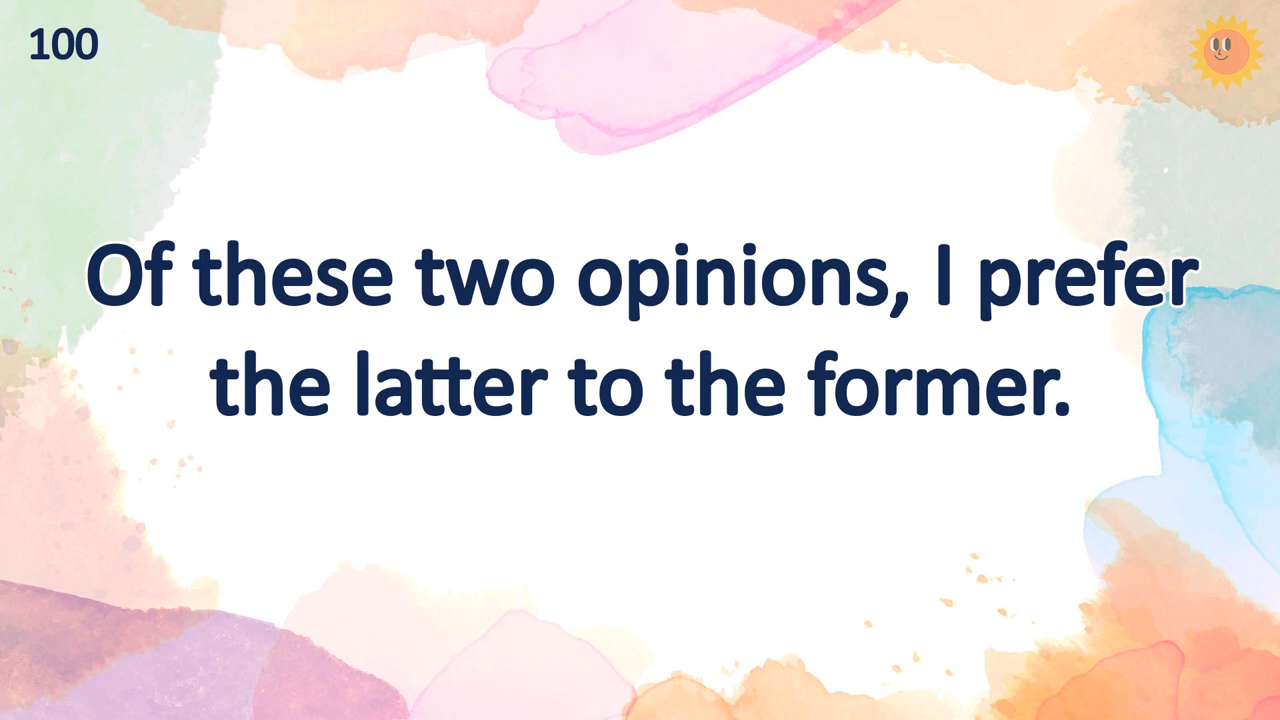 100
Of these two opinions, I prefer
the latter to the former.